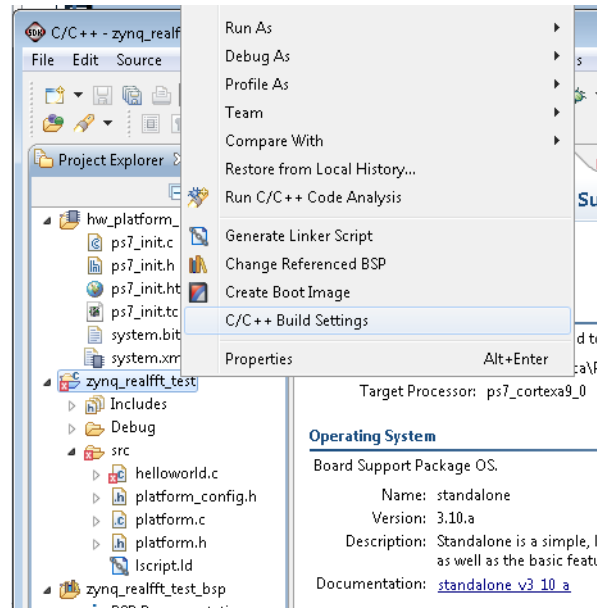 C/C++ - zynq_realf
File Edit Source
s
Run As
Debug As
Profile As
Team
Compare With
Restore from Local History...
Run C/C++ Code Analysis
Generate Linker Script
Change Referenced BSP
Create Boot Image
C/C++ Build Settings
Properties Alt+Enter
Project Explorer
hw_platform_
ps7_init.c
ps7_init.h
ps7_init.ht
ps7_init.tc
system.bit
system.xm
zynq_realfft_test
Includes
Debug
src
helloworld.c
platform_config.h
platform.c
platform.h
lscript.ld
zynq_realfft_test_bsp
Su
d to
Target Processor: ps7_cortexa9_0
Operating System
Board Support Package OS.
Name: standalone
Version: 3.10.a
Description: Standalone is a simple, l
as well as the basic featu
Documentation: standalone_v3_10_a